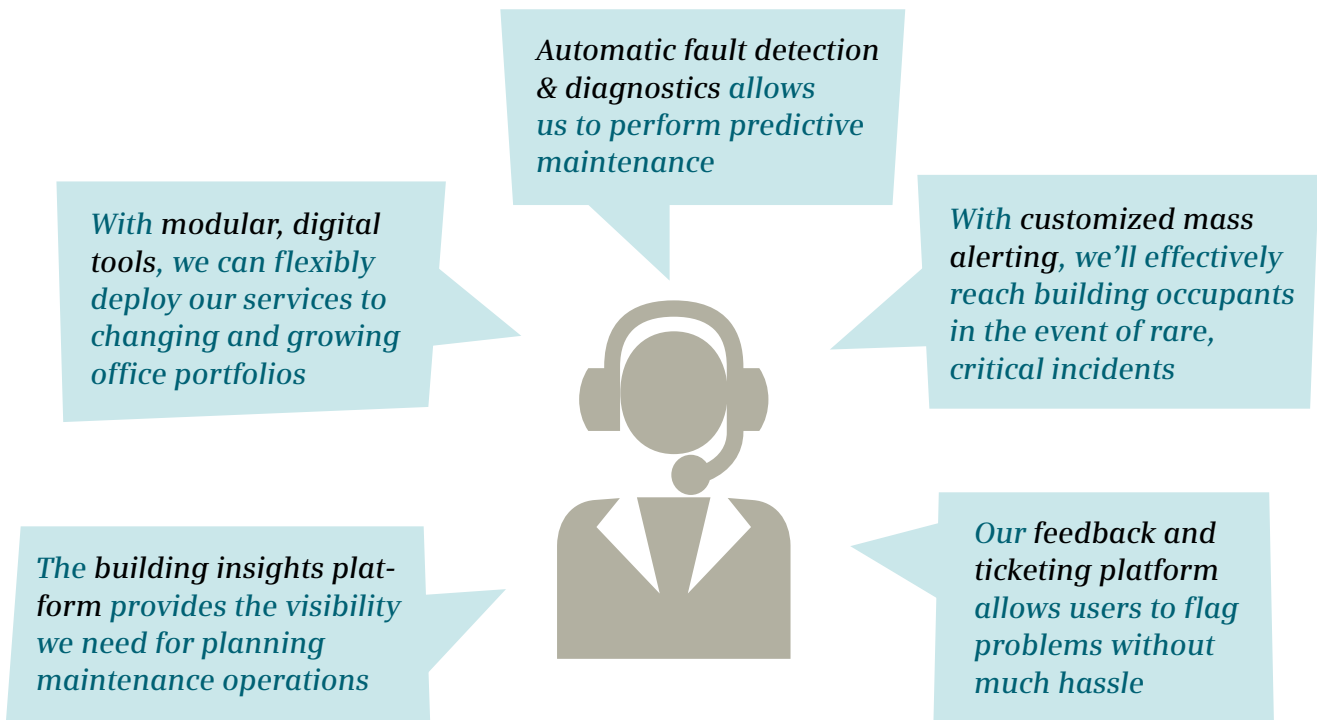 Automatic fault detection
& diagnostics allows
us to perform predictive
maintenance
With modular, digital
tools, we can flexibly
deploy our services to
changing and growing
office portfolios
With customized mass
alerting, we’ll effectively
reach building occupants
in the event of rare,
critical incidents
The building insights plat-
form provides the visibility
we need for planning
maintenance operations
Our feedback and
ticketing platform
allows users to flag
problems without
much hassle